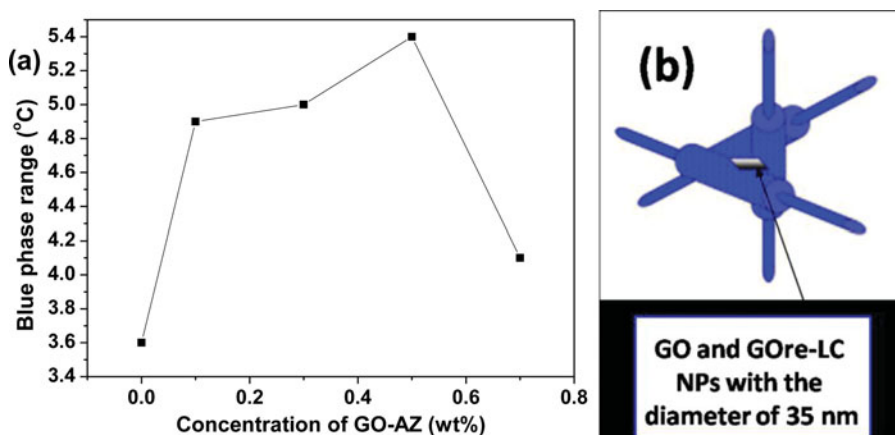 (a)
Blue phase range (°C)
5.4
5.2
5.0
4.8
4.6
4.4
4.2
4.0
3.8
3.6
3.4
0.0 0.2 0.4 0.6 0.8
Concentration of GO-AZ (wt%)
(b)
GO and GOre-LC
NPs with the
diameter of 35 nm